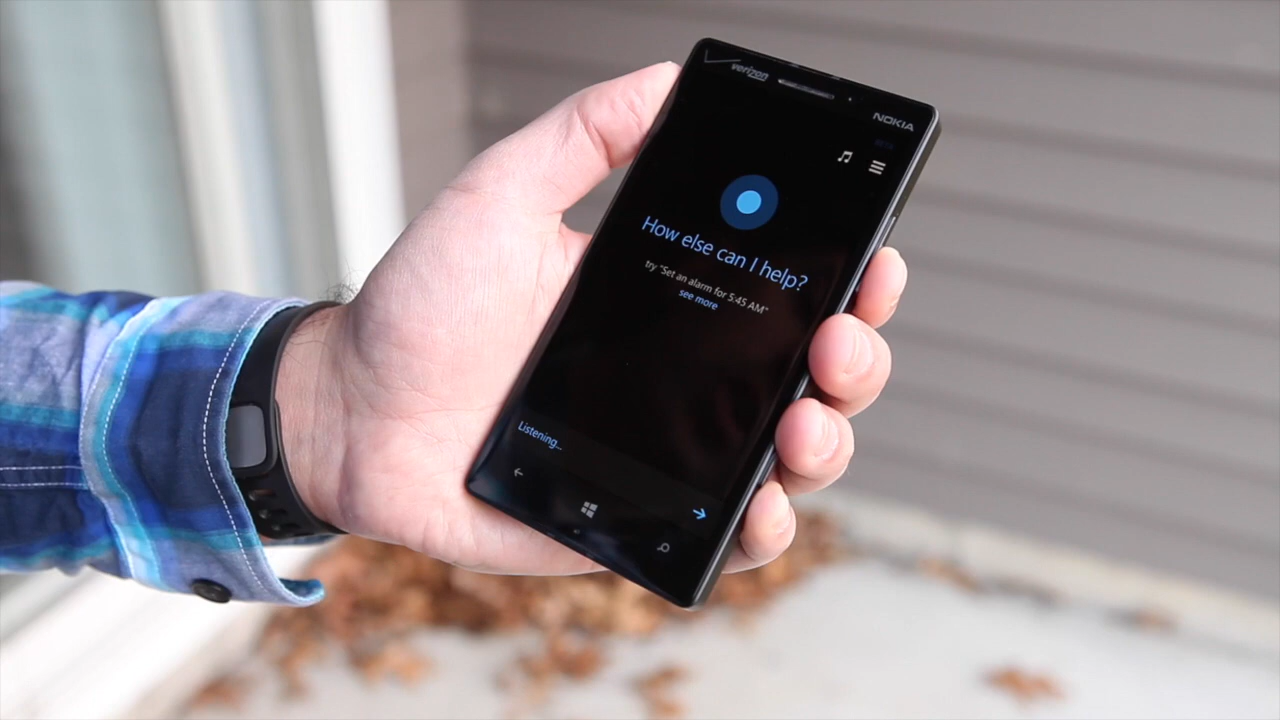 verizon
NOKIA
How else can I help?
try "Set an alarm for 5:45 AM"
see more
Listening...